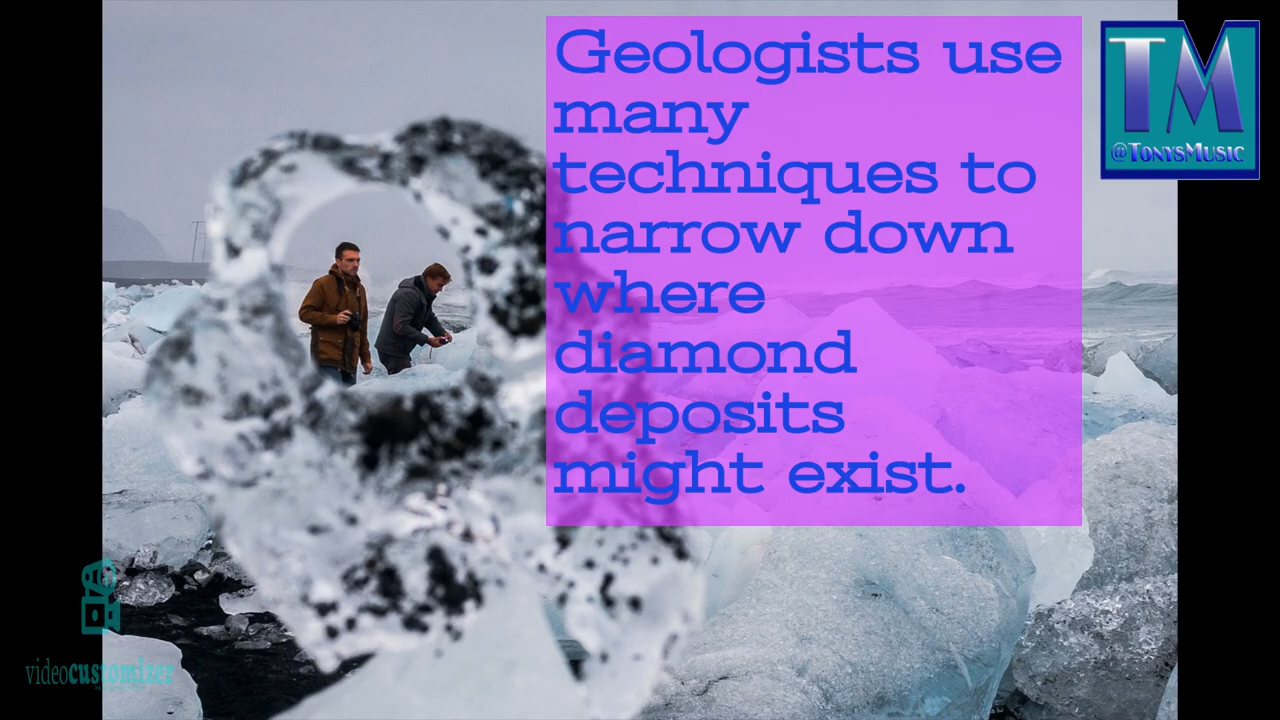 Geologists use
many
techniques to
narrow down
where
diamond
deposits
might exist.
TM
@TonysMusic
videocustomizer